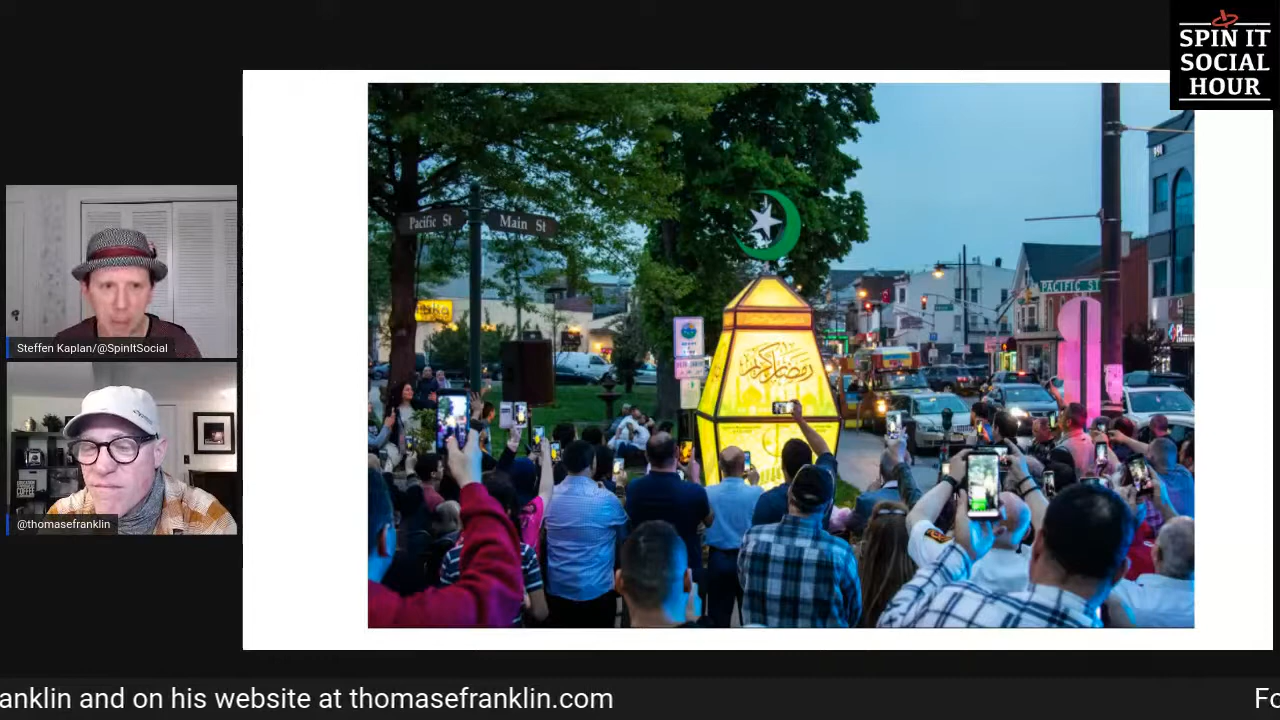 SPIN IT
SOCIAL
HOUR
Pacific St
Main St
PACIFIC ST
رمضان كريم
Steffen Kaplan/@SpinItSocial
@thomasefranklin
anklin and on his website at thomasefranklin.com
Fo